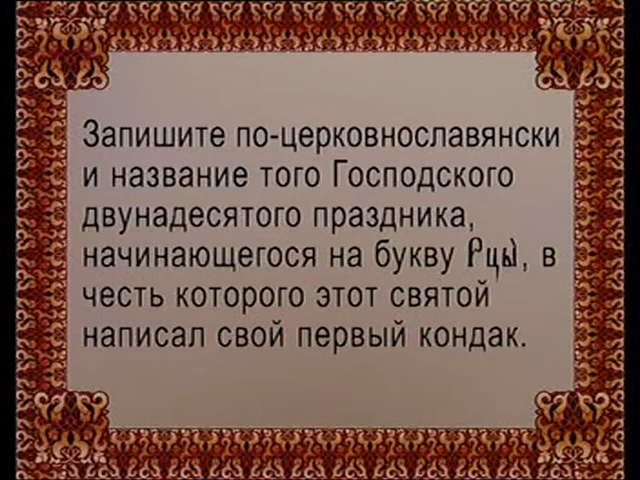 Запишите по-церковнославянски
и название того Господского
двунадесятого праздника,
начинающегося на букву Рцы, в
честь которого этот святой
написал свой первый кондак.